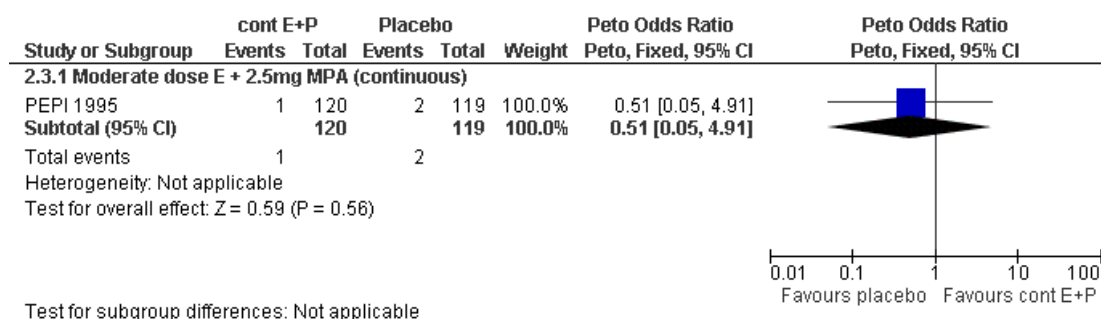 cont E+P Placebo Peto Odds Ratio Peto Odds Ratio
Study or Subgroup Events Total Events Total Weight Peto, Fixed, 95% CI Peto, Fixed, 95% CI
2.3.1 Moderate dose E + 2.5mg MPA (continuous)
PEPI 1995 1 120 2 119 100.0% 0.51 [0.05, 4.91]
Subtotal (95% CI) 120 119 100.0% 0.51 [0.05, 4.91]
Total events 1 2
Heterogeneity: Not applicable
Test for overall effect: Z = 0.59 (P = 0.56)
0.01 0.1 1 10 100
Favours placebo Favours cont E+P
Test for subgroup differences: Not applicable